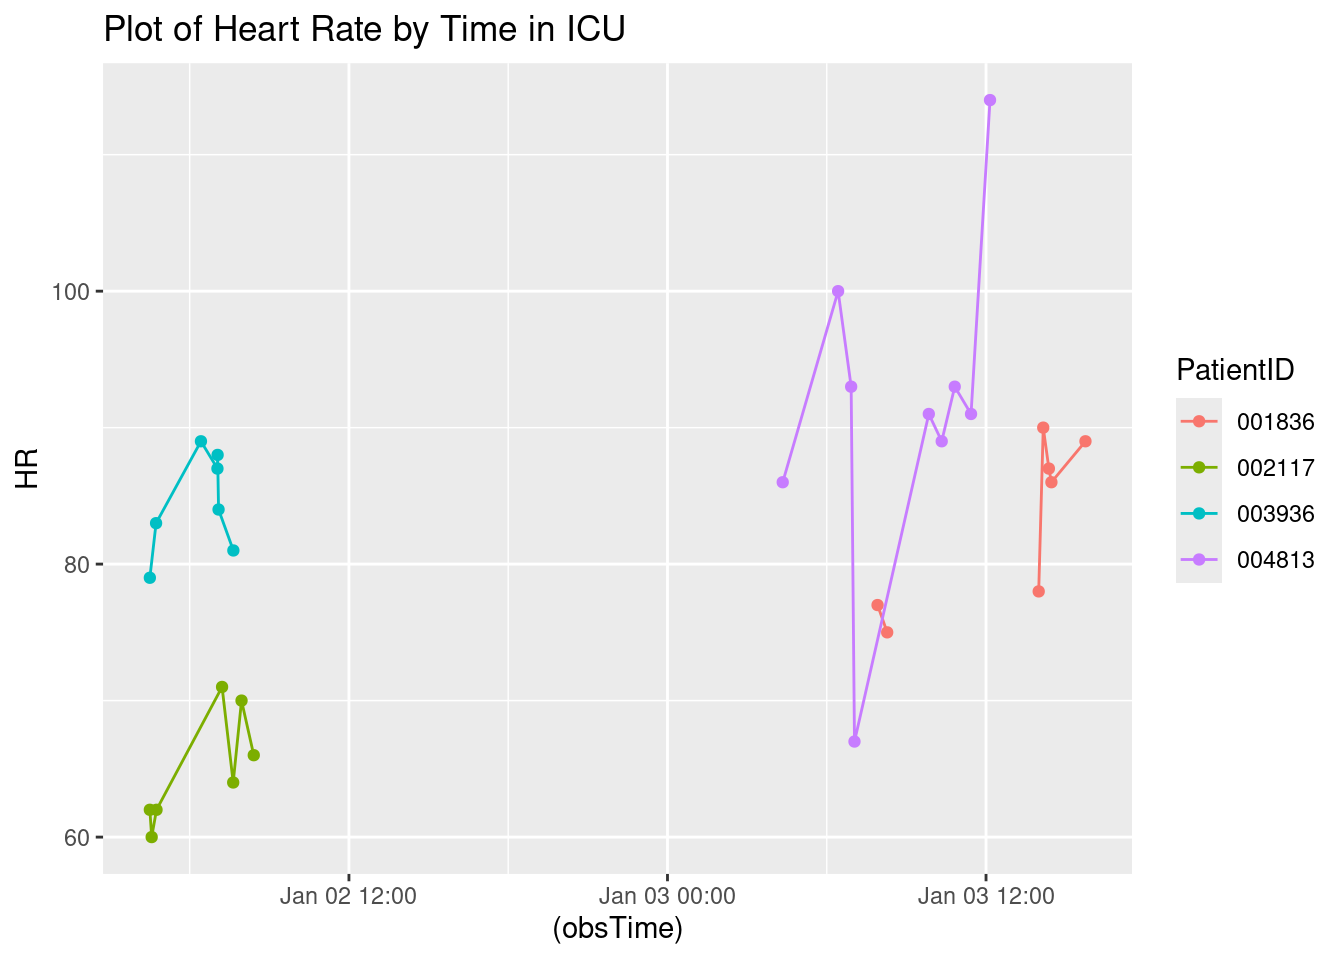 Plot of Heart Rate by Time in ICU
HR
100
80
60
Jan 02 12:00
Jan 03 00:00
Jan 03 12:00
(obsTime)
PatientID
001836
002117
003936
004813